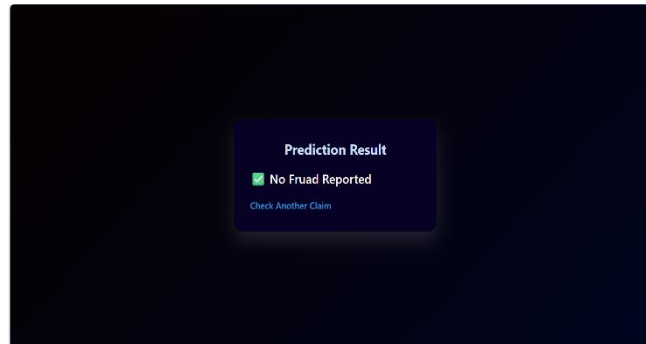 Prediction Result
✅ No Fruad Reported
Check Another Claim